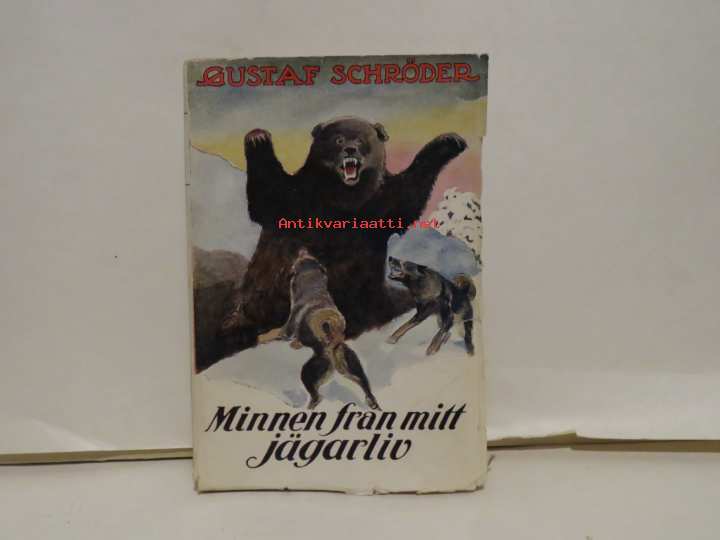 GUSTAF SCHRÖDER
Antikvariaatti.net
Minnen från mitt
jägarliv